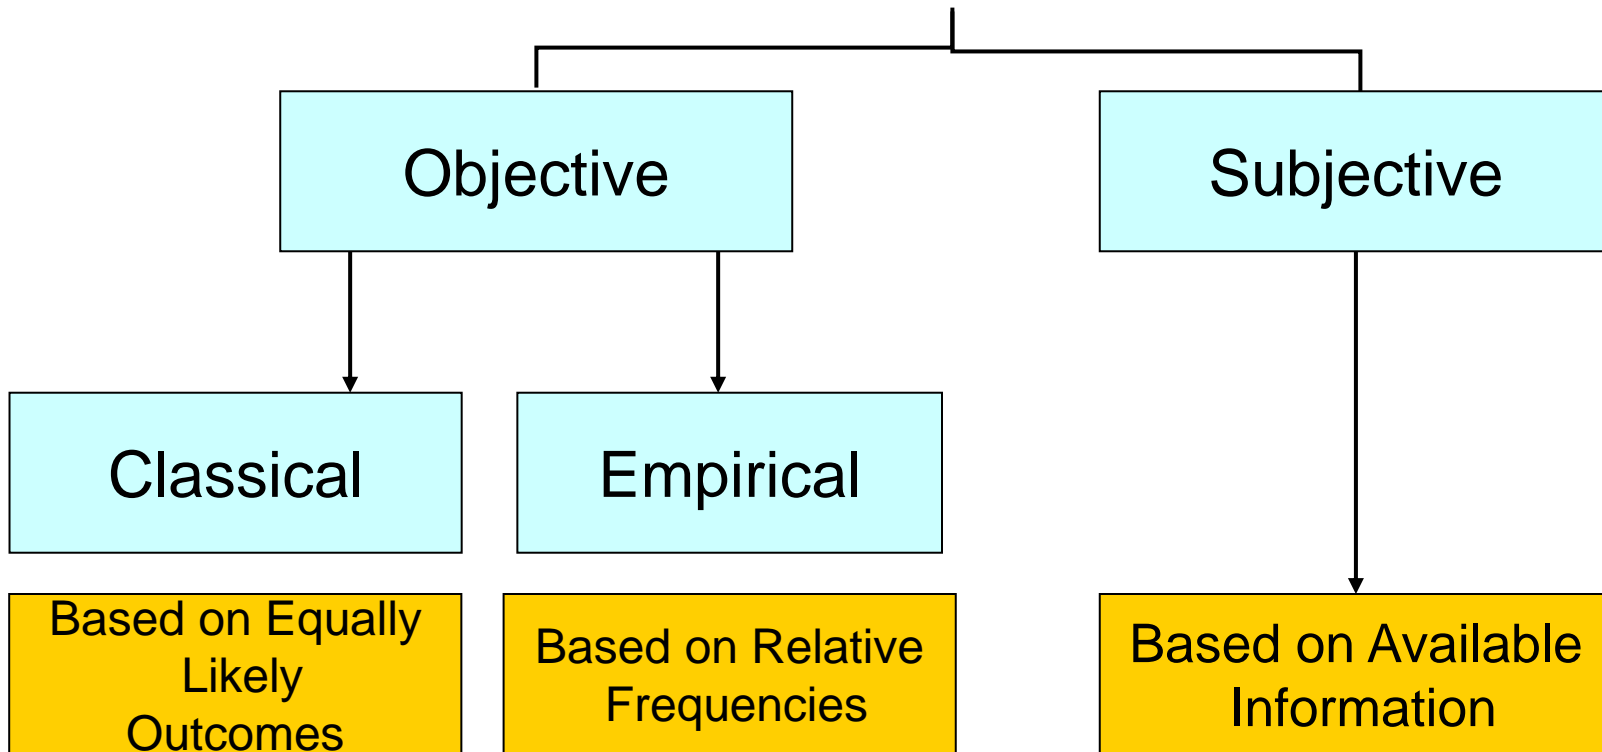 Objective
Subjective
Classical
Empirical
Based on Equally
Likely
Outcomes
Based on Relative
Frequencies
Based on Available
Information